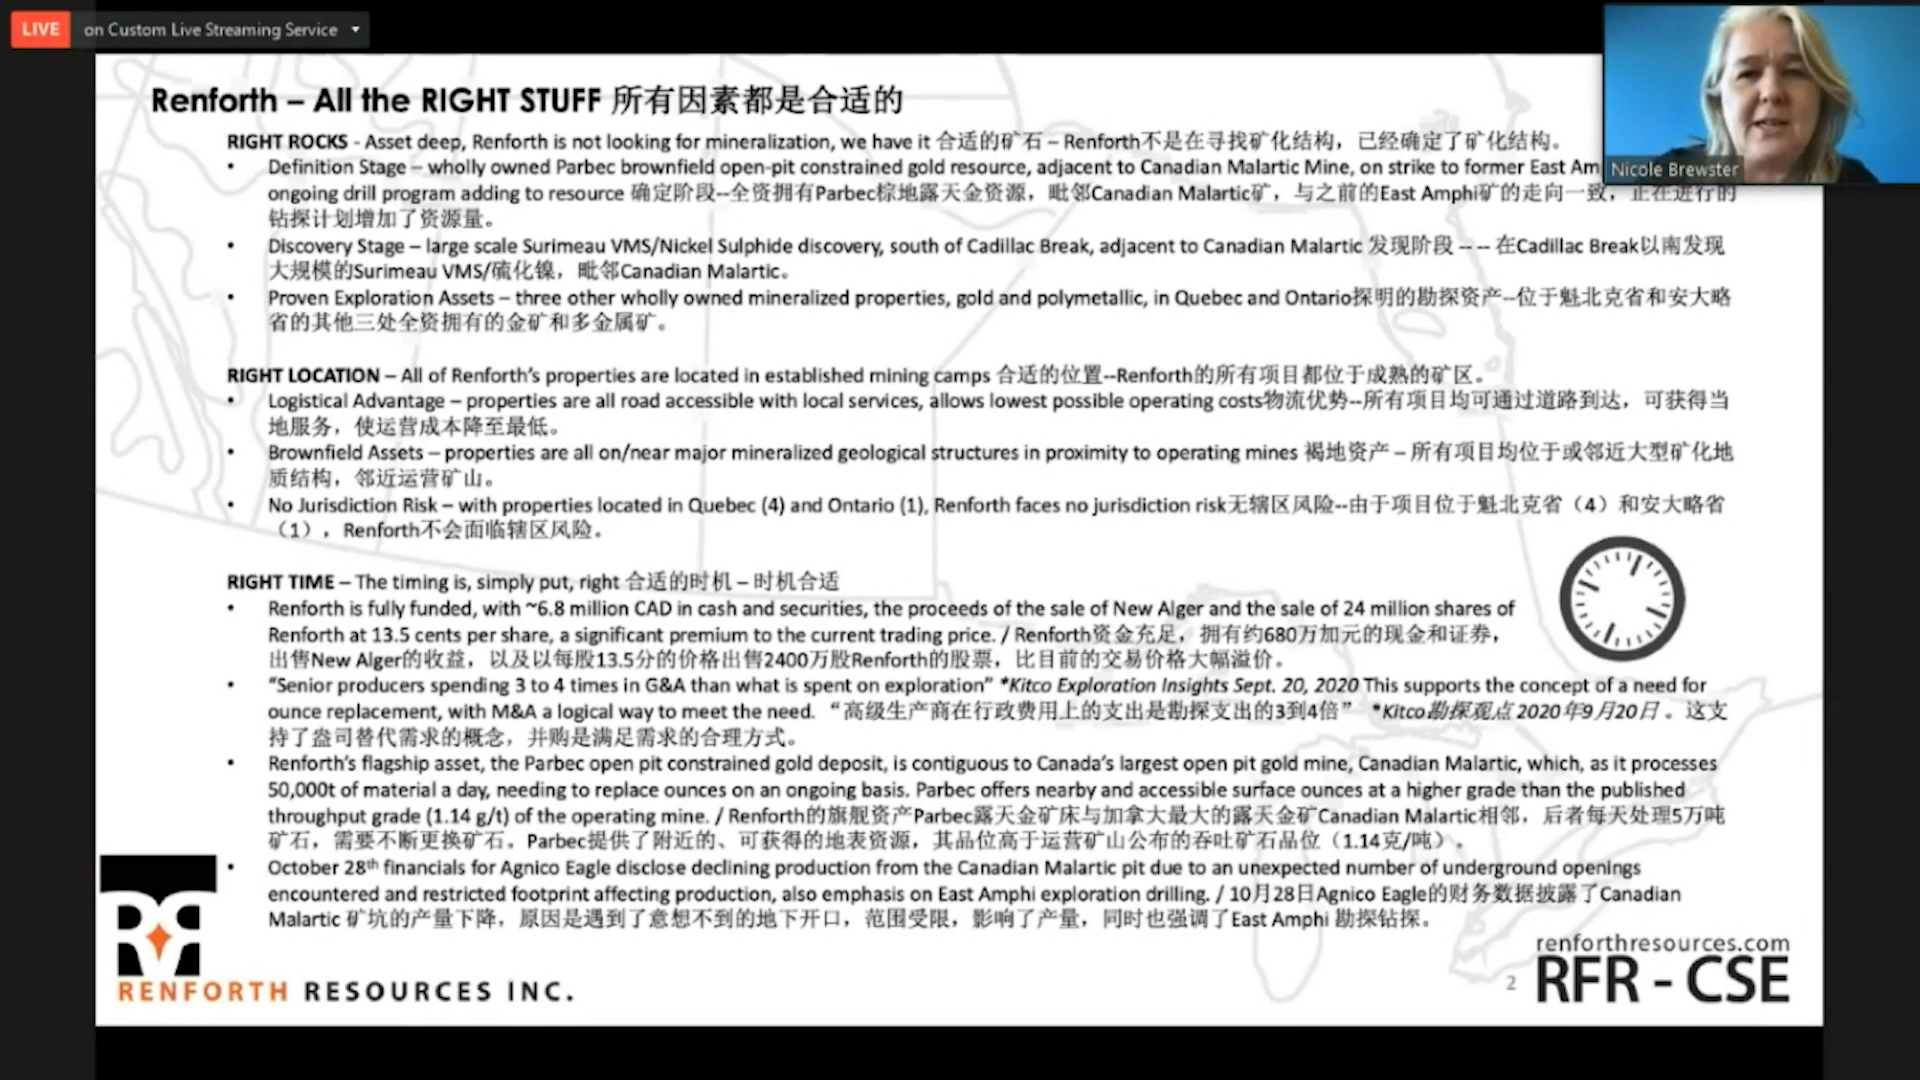 LIVE on Custom Live Streaming Service
Nicole Brewster
Renforth – All the RIGHT STUFF 所有因素都是合适的
RIGHT ROCKS - Asset deep, Renforth is not looking for mineralization, we have it 合适的矿石 – Renforth不是在寻找矿化结构，已经确定了矿化结构。
• Definition Stage – wholly owned Parbec brownfield open-pit constrained gold resource, adjacent to Canadian Malartic Mine, on strike to former East Am
ongoing drill program adding to resource 确定阶段--全资拥有Parbec棕地露天金资源，毗邻Canadian Malartic矿，与之前的East Amphi矿的走向一致，正在进行的
钻探计划增加了资源量。
• Discovery Stage – large scale Surimeau VMS/Nickel Sulphide discovery, south of Cadillac Break, adjacent to Canadian Malartic 发现阶段 – – 在Cadillac Break以南发现
大规模的Surimeau VMS/硫化镍，毗邻Canadian Malartic。
• Proven Exploration Assets – three other wholly owned mineralized properties, gold and polymetallic, in Quebec and Ontario探明的勘探资产--位于魁北克省和安大略
省的其他三处全资拥有的金矿和多金属矿。
RIGHT LOCATION – All of Renforth's properties are located in established mining camps 合适的位置--Renforth的所有项目都位于成熟的矿区。
• Logistical Advantage – properties are all road accessible with local services, allows lowest possible operating costs物流优势--所有项目均可通过道路到达，可获得当
地服务，使运营成本降至最低。
• Brownfield Assets – properties are all on/near major mineralized geological structures in proximity to operating mines 褐地资产 – 所有项目均位于或邻近大型矿化地
质结构，邻近运营矿山。
• No Jurisdiction Risk – with properties located in Quebec (4) and Ontario (1), Renforth faces no jurisdiction risk无辖区风险--由于项目位于魁北克省（4）和安大略省
（1），Renforth不会面临辖区风险。
RIGHT TIME – The timing is, simply put, right 合适的时机 – 时机合适
• Renforth is fully funded, with ~6.8 million CAD in cash and securities, the proceeds of the sale of New Alger and the sale of 24 million shares of
Renforth at 13.5 cents per share, a significant premium to the current trading price. / Renforth资金充足，拥有约680万加元的现金和证券，
出售New Alger的收益，以及以每股13.5分的价格出售2400万股Renforth的股票，比目前的交易价格大幅溢价。
• "Senior producers spending 3 to 4 times in G&A than what is spent on exploration" *Kitco Exploration Insights Sept. 20, 2020 This supports the concept of a need for
ounce replacement, with M&A a logical way to meet the need. “高级生产商在行政费用上的支出是勘探支出的3到4倍” *Kitco勘探观点 2020年9月20日 。这支
持了盎司替代需求的概念，并购是满足需求的合理方式。
• Renforth's flagship asset, the Parbec open pit constrained gold deposit, is contiguous to Canada's largest open pit gold mine, Canadian Malartic, which, as it processes
50,000t of material a day, needing to replace ounces on an ongoing basis. Parbec offers nearby and accessible surface ounces at a higher grade than the published
throughput grade (1.14 g/t) of the operating mine. / Renforth的旗舰资产Parbec露天金矿床与加拿大最大的露天金矿Canadian Malartic相邻，后者每天处理5万吨
矿石，需要不断更换矿石。Parbec提供了附近的、可获得的地表资源，其品位高于运营矿山公布的吞吐矿石品位（1.14克/吨）。
• October 28th financials for Agnico Eagle disclose declining production from the Canadian Malartic pit due to an unexpected number of underground openings
encountered and restricted footprint affecting production, also emphasis on East Amphi exploration drilling. / 10月28日Agnico Eagle的财务数据披露了Canadian
Malartic 矿坑的产量下降，原因是遇到了意想不到的地下开口，范围受限，影响了产量，同时也强调了East Amphi 勘探钻探。
RENFORTH RESOURCES INC.
renforthresources.com
2
RFR - CSE